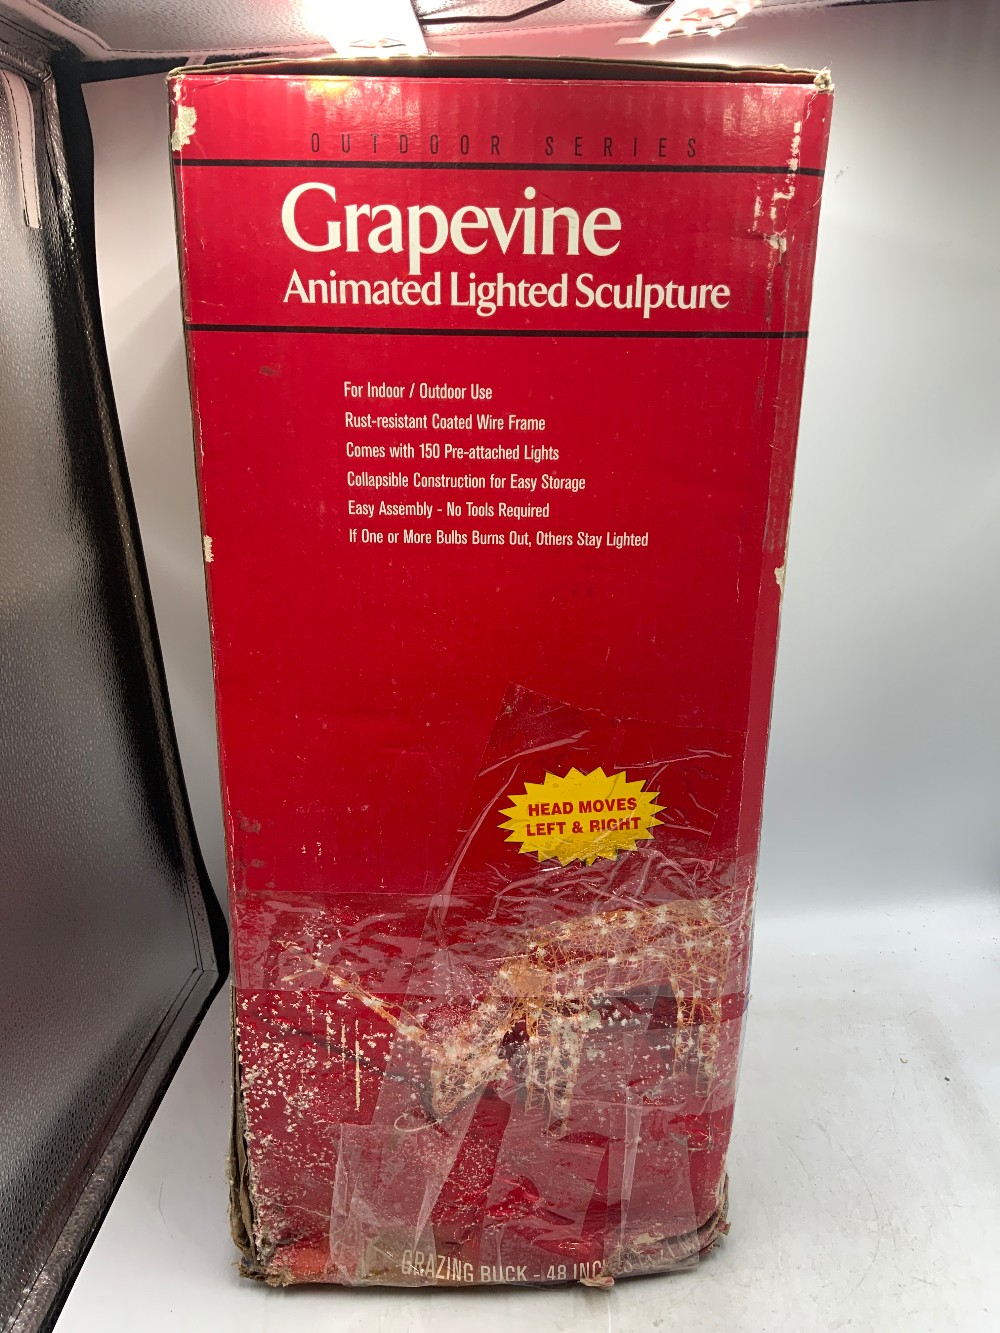 OUTDOOR SERIES
Grapevine
Animated Lighted Sculpture
For Indoor / Outdoor Use
Rust-resistant Coated Wire Frame
Comes with 150 Pre-attached Lights
Collapsible Construction for Easy Storage
Easy Assembly - No Tools Required
If One or More Bulbs Burns Out, Others Stay Lighted
HEAD MOVES
LEFT & RIGHT
GRAZING BUCK - 48 INCHES